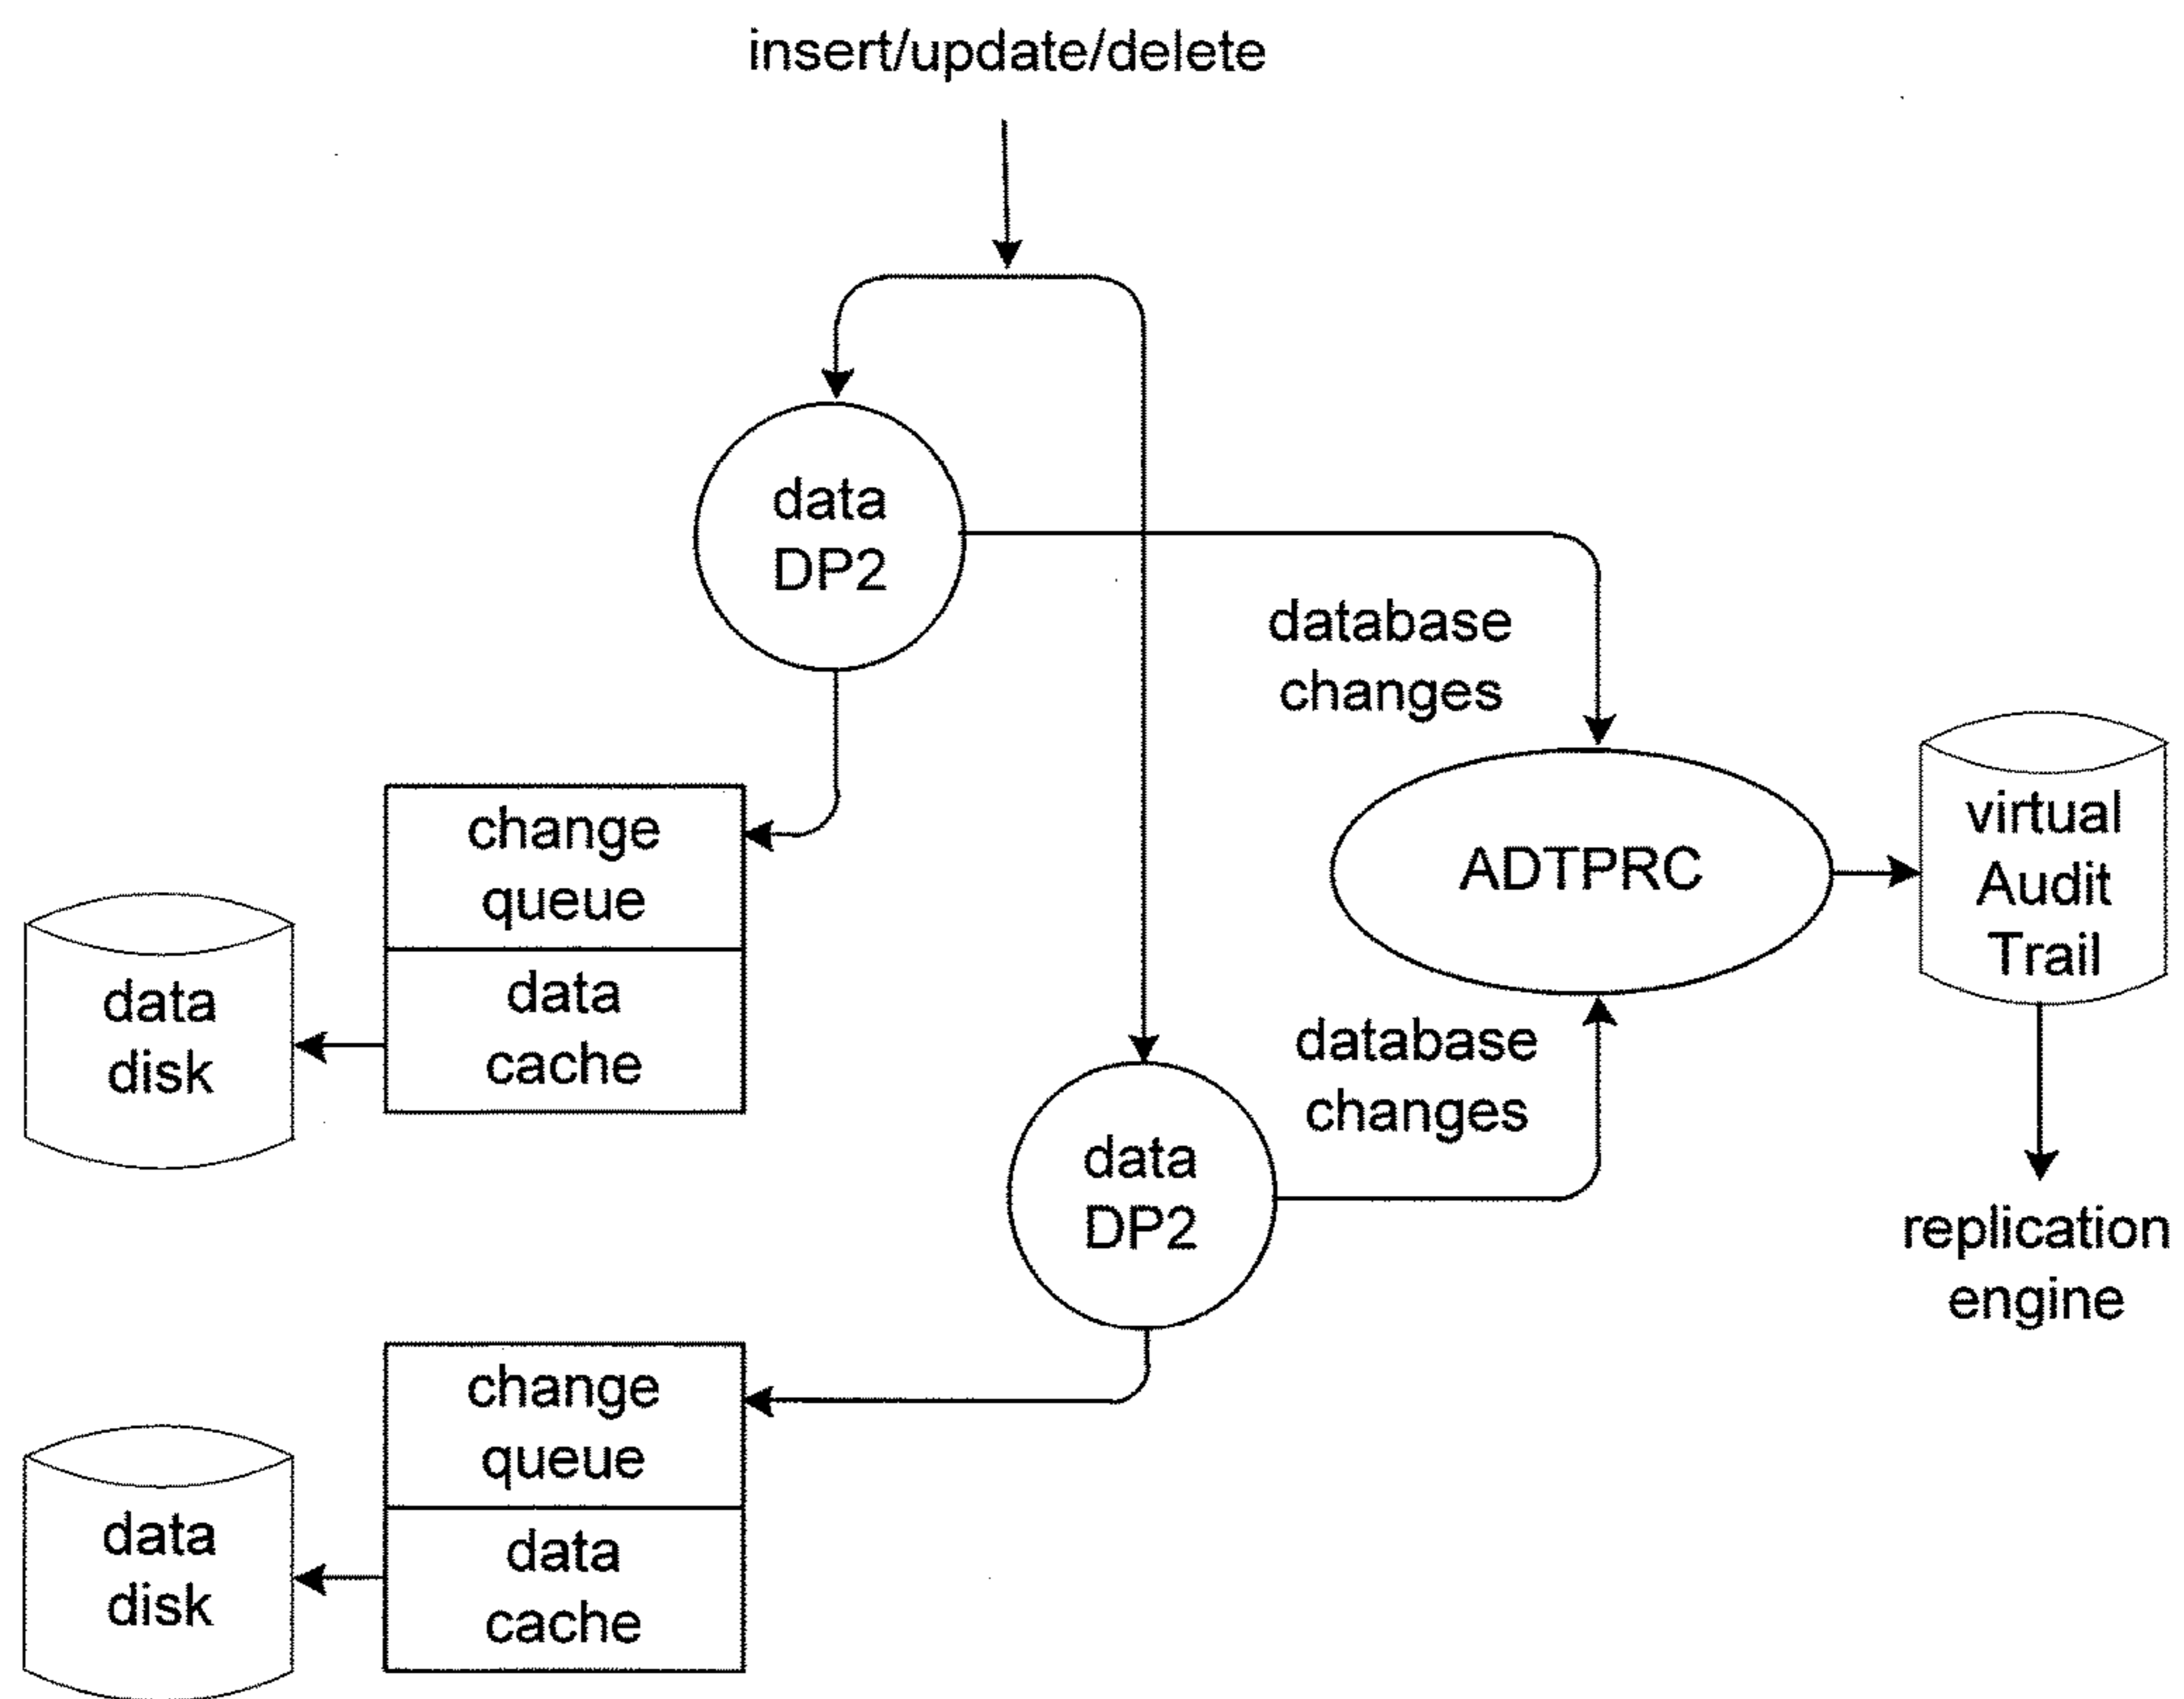 insert/update/delete
data
DP2
database
changes
change
queue
data
cache
data
disk
ADTPRC
virtual
Audit
Trail
database
changes
data
DP2
replication
engine
change
queue
data
cache
data
disk